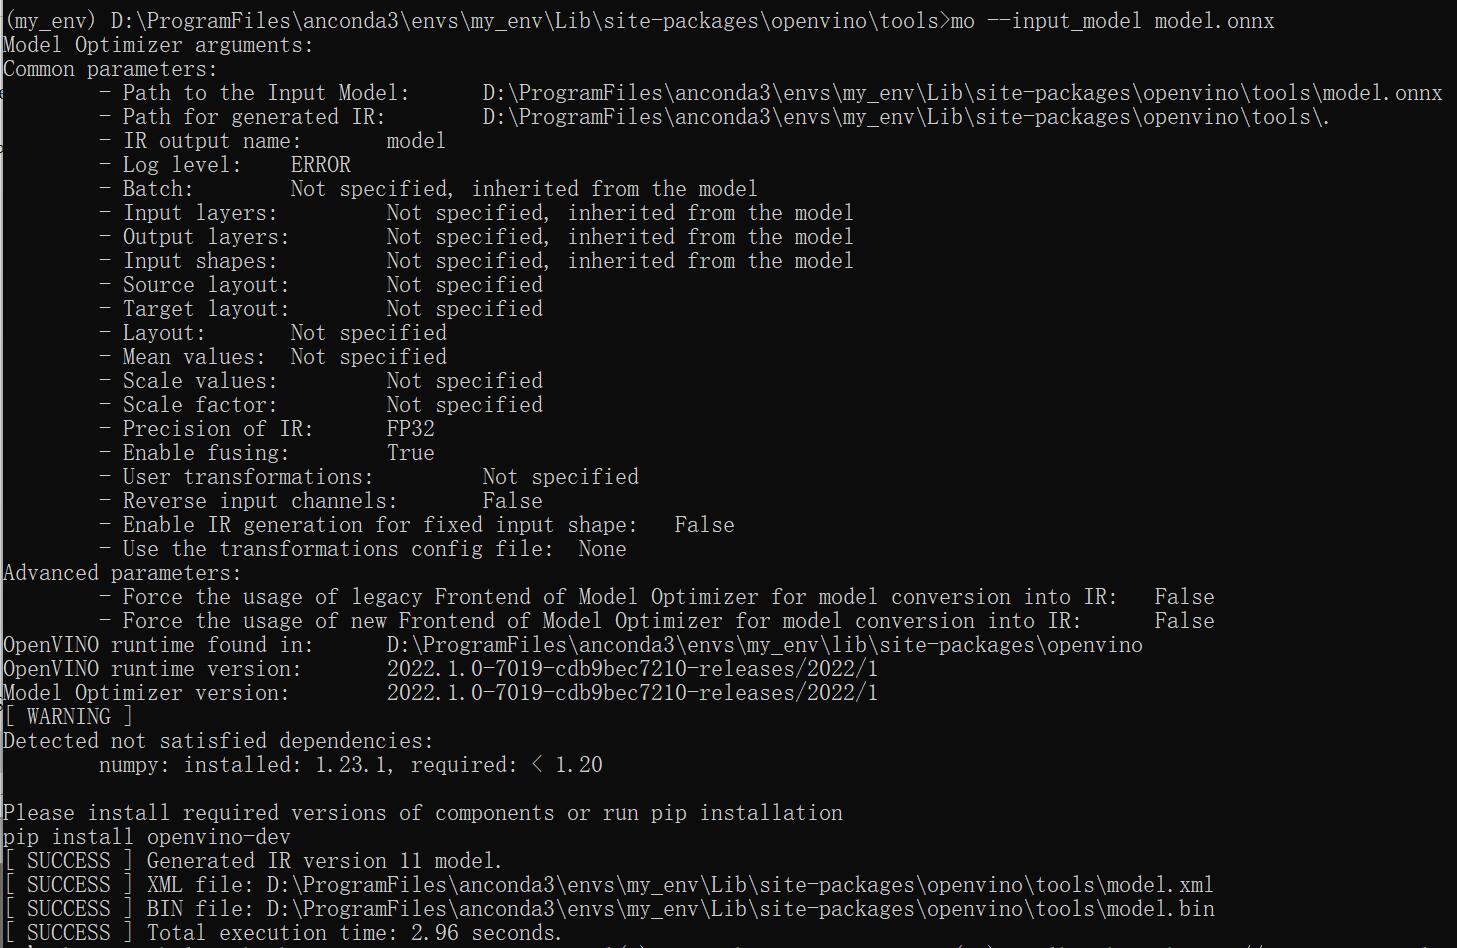 (my_env) D:\ProgramFiles\anconda3\envs\my_env\Lib\site-packages\openvino\tools>mo --input_model model.onnx
Model Optimizer arguments:
Common parameters:
- Path to the Input Model: D:\ProgramFiles\anconda3\envs\my_env\Lib\site-packages\openvino\tools\model.onnx
- Path for generated IR: D:\ProgramFiles\anconda3\envs\my_env\Lib\site-packages\openvino\tools\.
- IR output name: model
- Log level: ERROR
- Batch: Not specified, inherited from the model
- Input layers: Not specified, inherited from the model
- Output layers: Not specified, inherited from the model
- Input shapes: Not specified, inherited from the model
- Source layout: Not specified
- Target layout: Not specified
- Layout: Not specified
- Mean values: Not specified
- Scale values: Not specified
- Scale factor: Not specified
- Precision of IR: FP32
- Enable fusing: True
- User transformations: Not specified
- Reverse input channels: False
- Enable IR generation for fixed input shape: False
- Use the transformations config file: None
Advanced parameters:
- Force the usage of legacy Frontend of Model Optimizer for model conversion into IR: False
- Force the usage of new Frontend of Model Optimizer for model conversion into IR: False
OpenVINO runtime found in: D:\ProgramFiles\anconda3\envs\my_env\lib\site-packages\openvino
OpenVINO runtime version: 2022.1.0-7019-cdb9bec7210-releases/2022/1
Model Optimizer version: 2022.1.0-7019-cdb9bec7210-releases/2022/1
[ WARNING ]
Detected not satisfied dependencies:
numpy: installed: 1.23.1, required: < 1.20
Please install required versions of components or run pip installation
pip install openvino-dev
[ SUCCESS ] Generated IR version 11 model.
[ SUCCESS ] XML file: D:\ProgramFiles\anconda3\envs\my_env\Lib\site-packages\openvino\tools\model.xml
[ SUCCESS ] BIN file: D:\ProgramFiles\anconda3\envs\my_env\Lib\site-packages\openvino\tools\model.bin
[ SUCCESS ] Total execution time: 2.96 seconds.